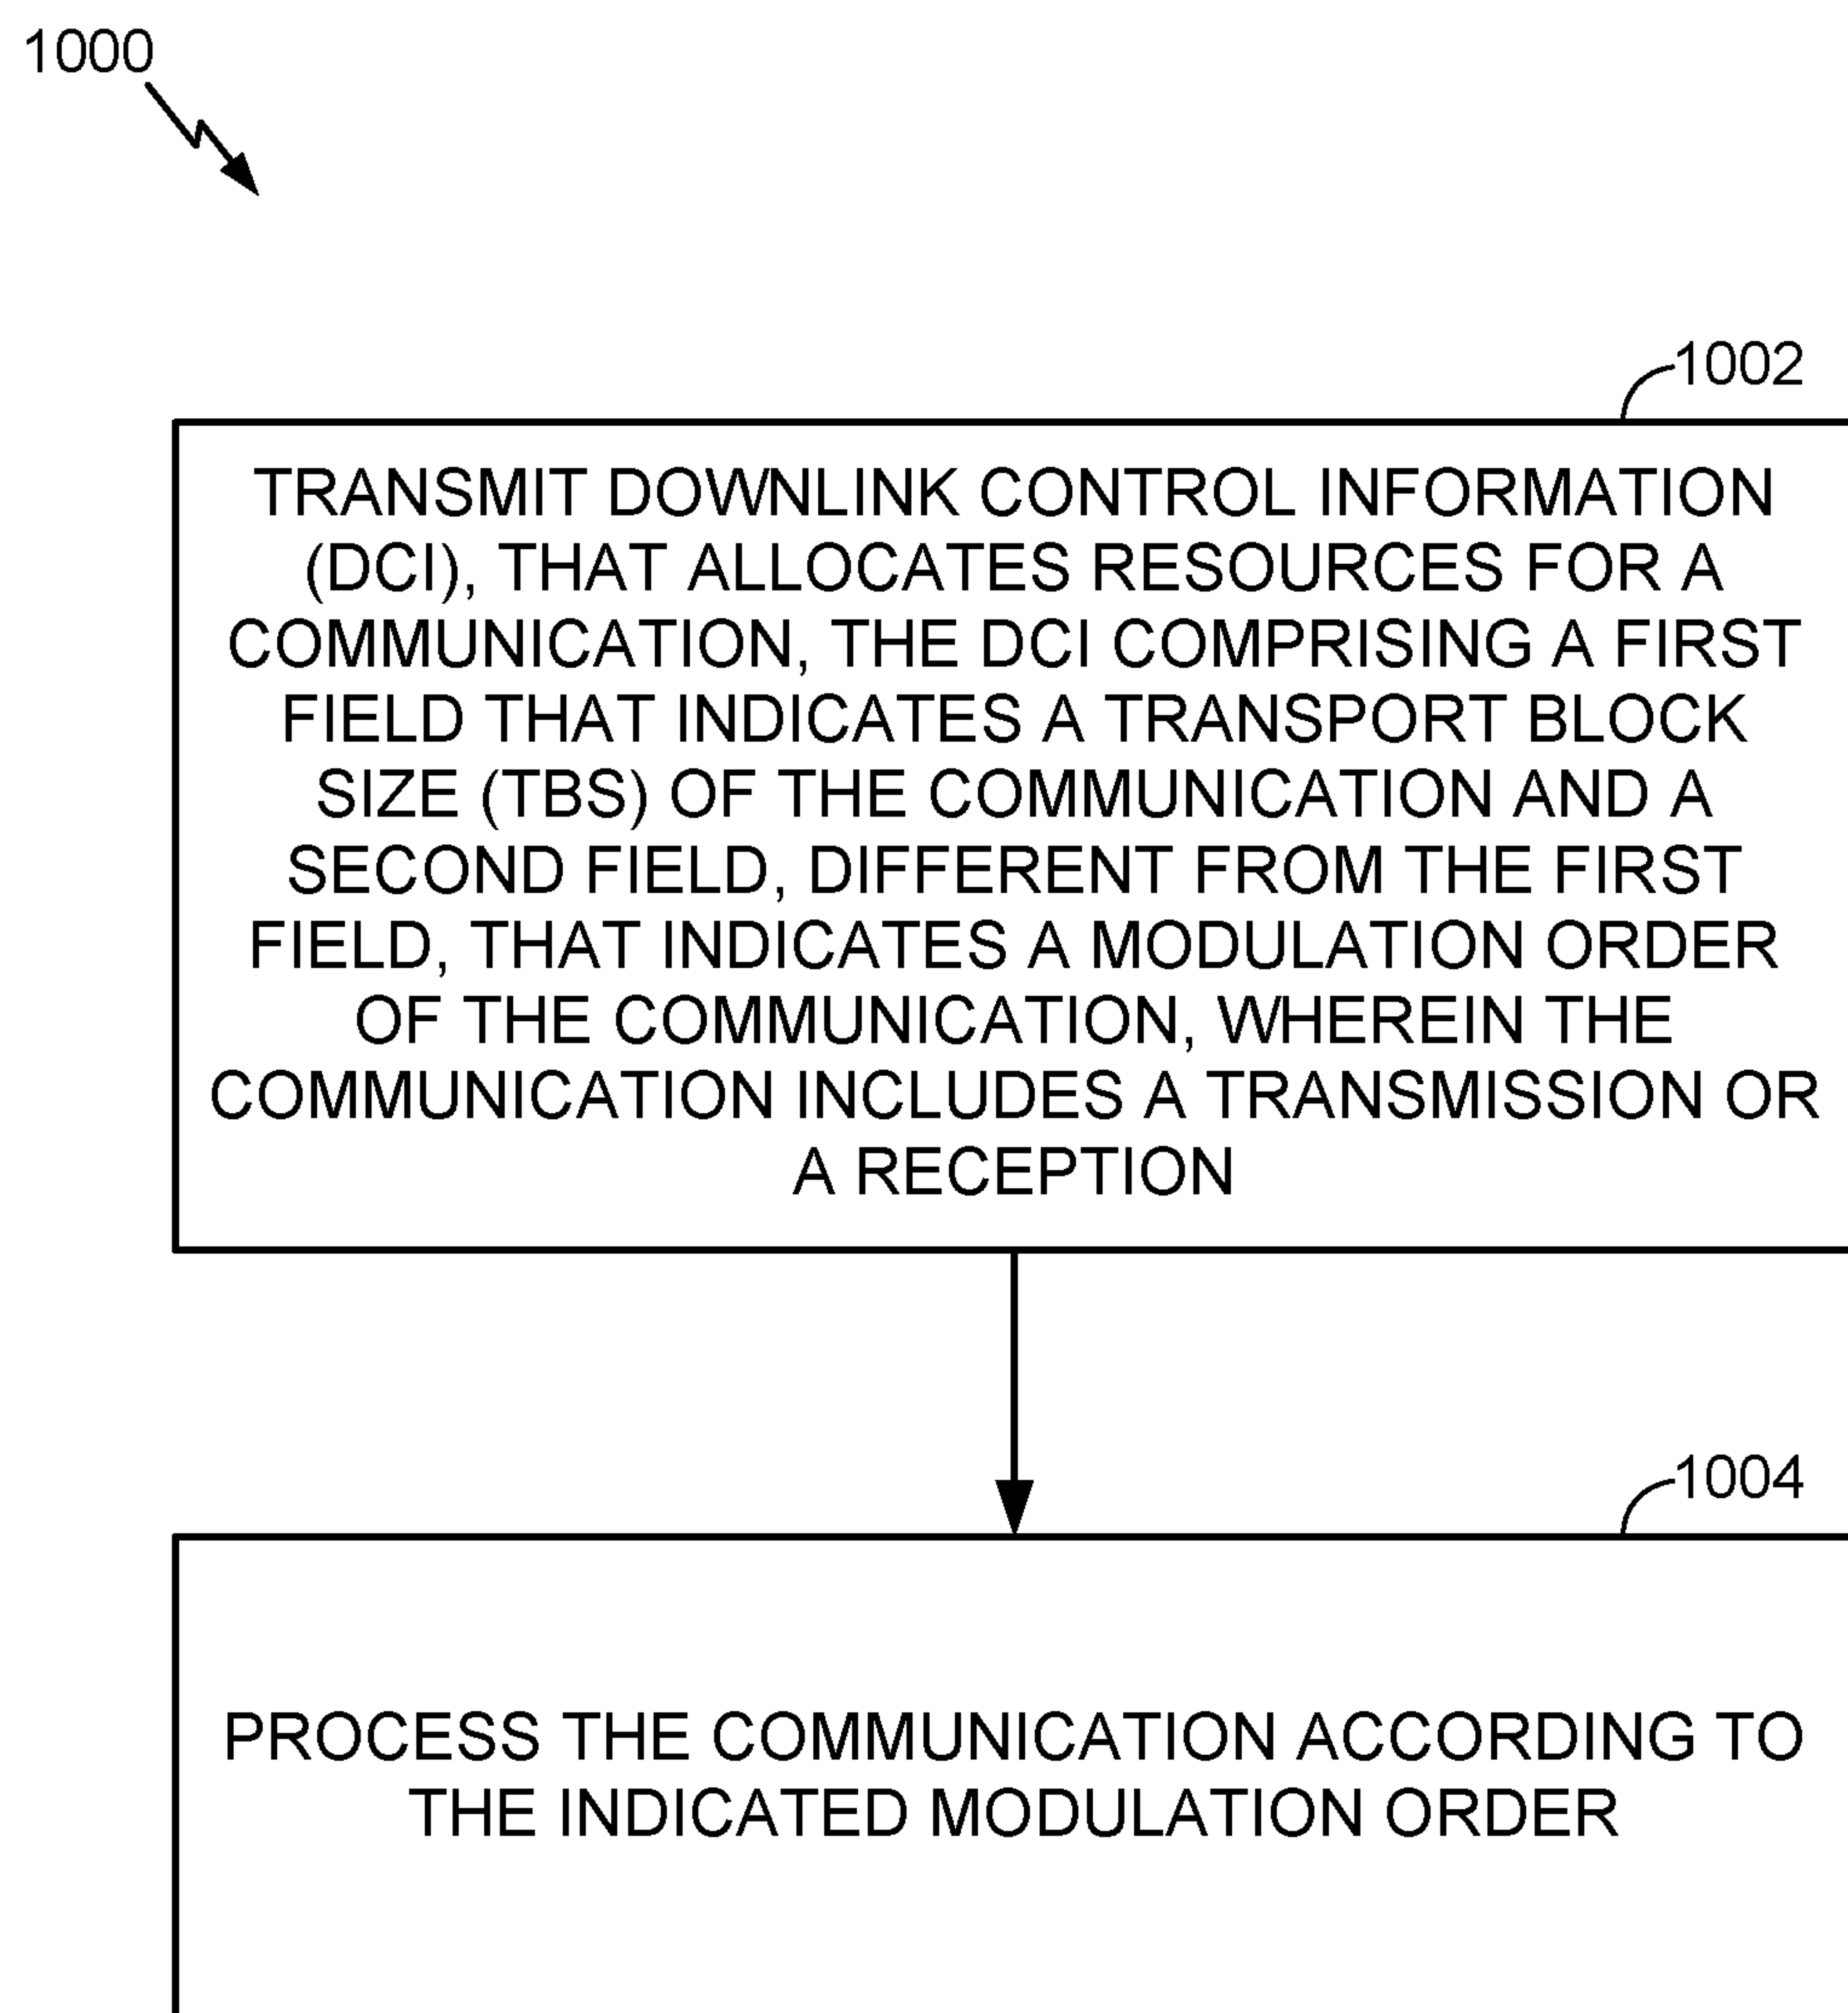 1000
1002
TRANSMIT DOWNLINK CONTROL INFORMATION
(DCI), THAT ALLOCATES RESOURCES FOR A
COMMUNICATION, THE DCI COMPRISING A FIRST
FIELD THAT INDICATES A TRANSPORT BLOCK
SIZE (TBS) OF THE COMMUNICATION AND A
SECOND FIELD, DIFFERENT FROM THE FIRST
FIELD, THAT INDICATES A MODULATION ORDER
OF THE COMMUNICATION, WHEREIN THE
COMMUNICATION INCLUDES A TRANSMISSION OR
A RECEPTION
1004
PROCESS THE COMMUNICATION ACCORDING TO
THE INDICATED MODULATION ORDER